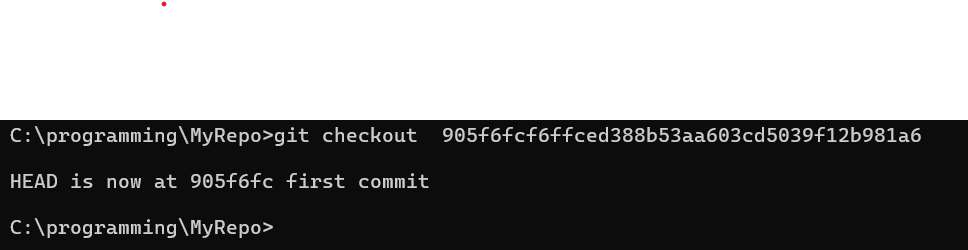 C:\programming\MyRepo>git checkout  905f6fcf6ffced388b53aa603cd5039f12b981a6
HEAD is now at 905f6fc first commit
C:\programming\MyRepo>